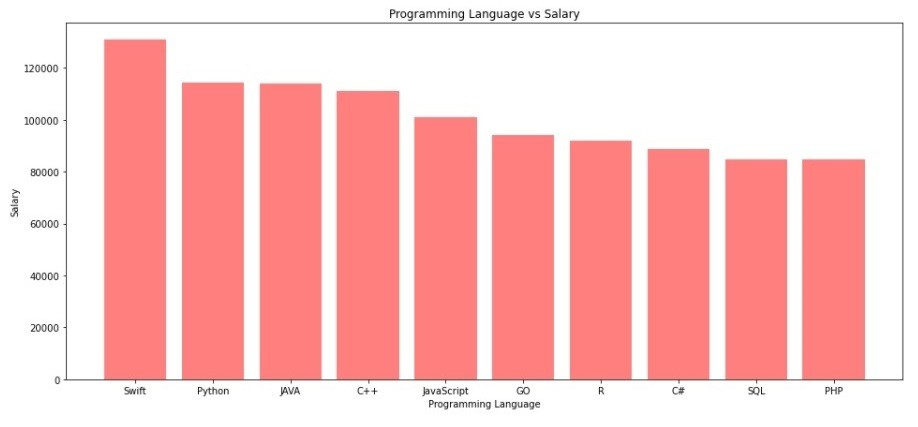 Programming Language vs Salary
120000
100000
80000
60000
40000
20000
0
Salary
Swift Python JAVA C++ JavaScript GO R C# SQL PHP
Programming Language